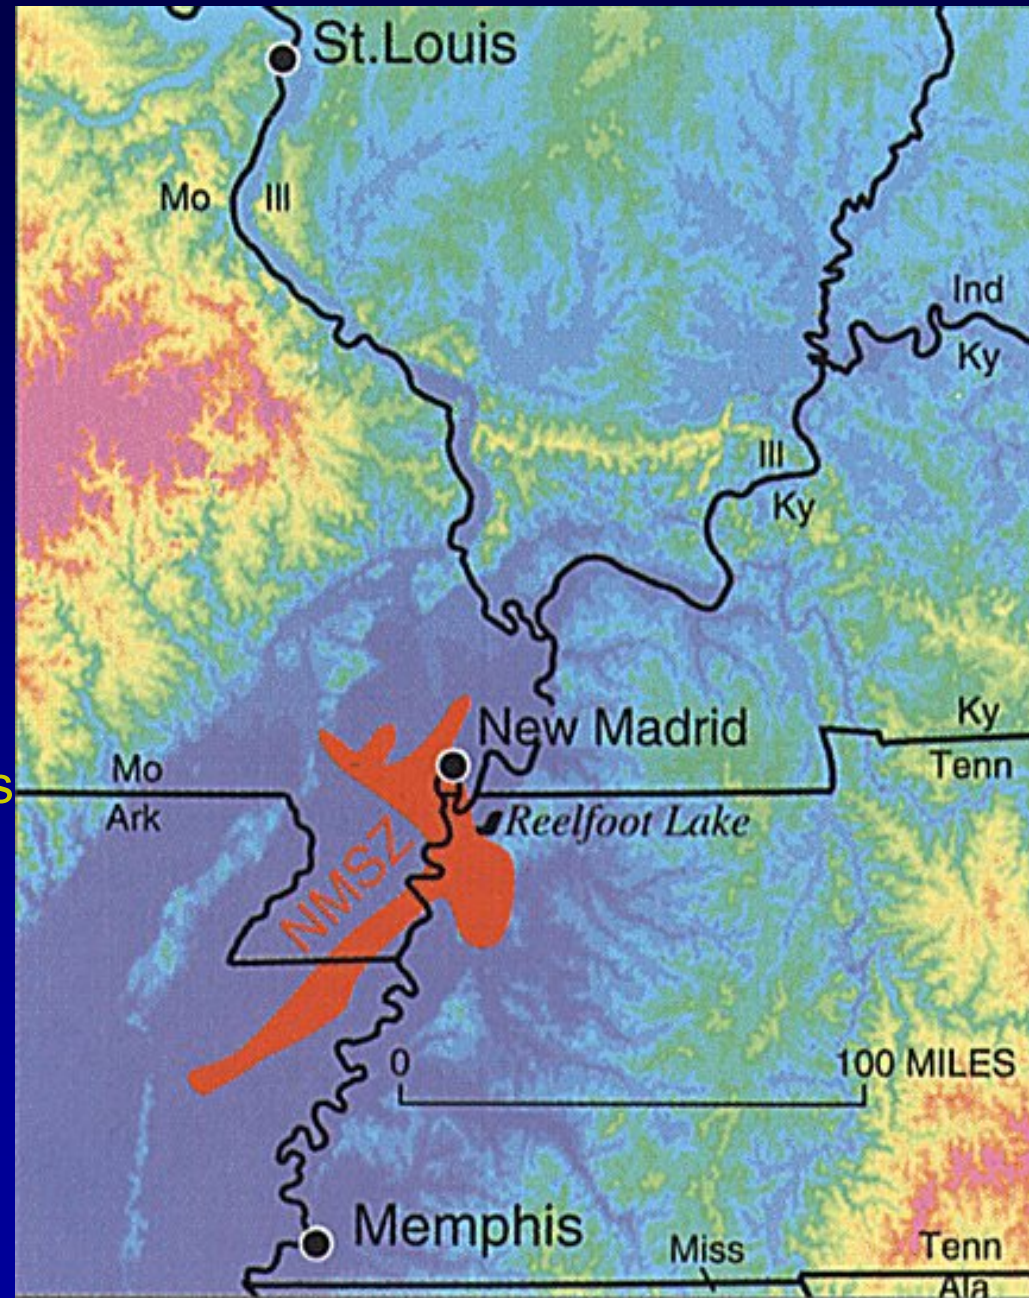 St.Louis
Mo
Ill
Ind
Ky
Ill
Ky
New Madrid
Ky
Mo
Tenn
s
Ark
Reelfoot Lake
NMSZ
0
100 MILES
Memphis
Miss
Tenn
Ala